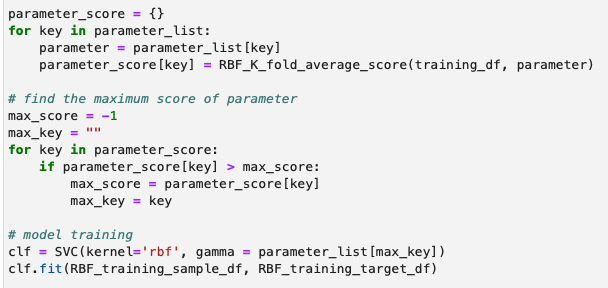 parameter_score = {}
for key in parameter_list:
    parameter = parameter_list[key]
    parameter_score[key] = RBF_K_fold_average_score(training_df, parameter)

# find the maximum score of parameter
max_score = -1
max_key = ""
for key in parameter_score:
    if parameter_score[key] > max_score:
        max_score = parameter_score[key]
        max_key = key

# model training
clf = SVC(kernel='rbf', gamma = parameter_list[max_key])
clf.fit(RBF_training_sample_df, RBF_training_target_df)